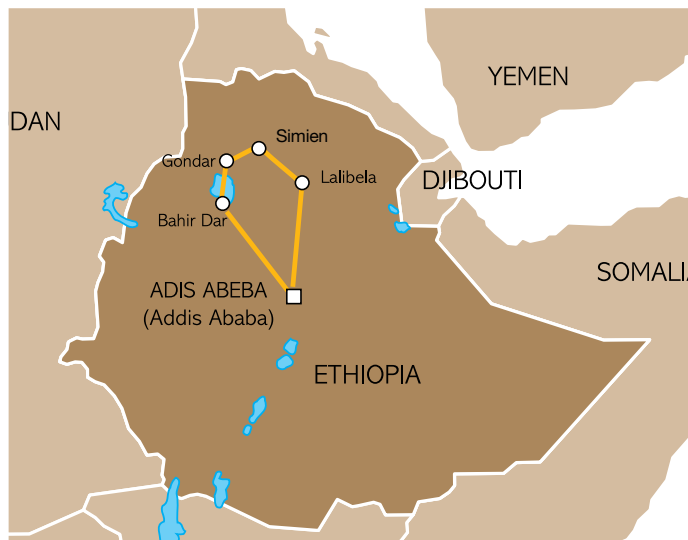 YEMEN
DAN
Simien
Gondar
Lalibela
DJIBOUTI
Bahir Dar
SOMALIA
ADIS ABEBA
(Addis Ababa)
ETHIOPIA